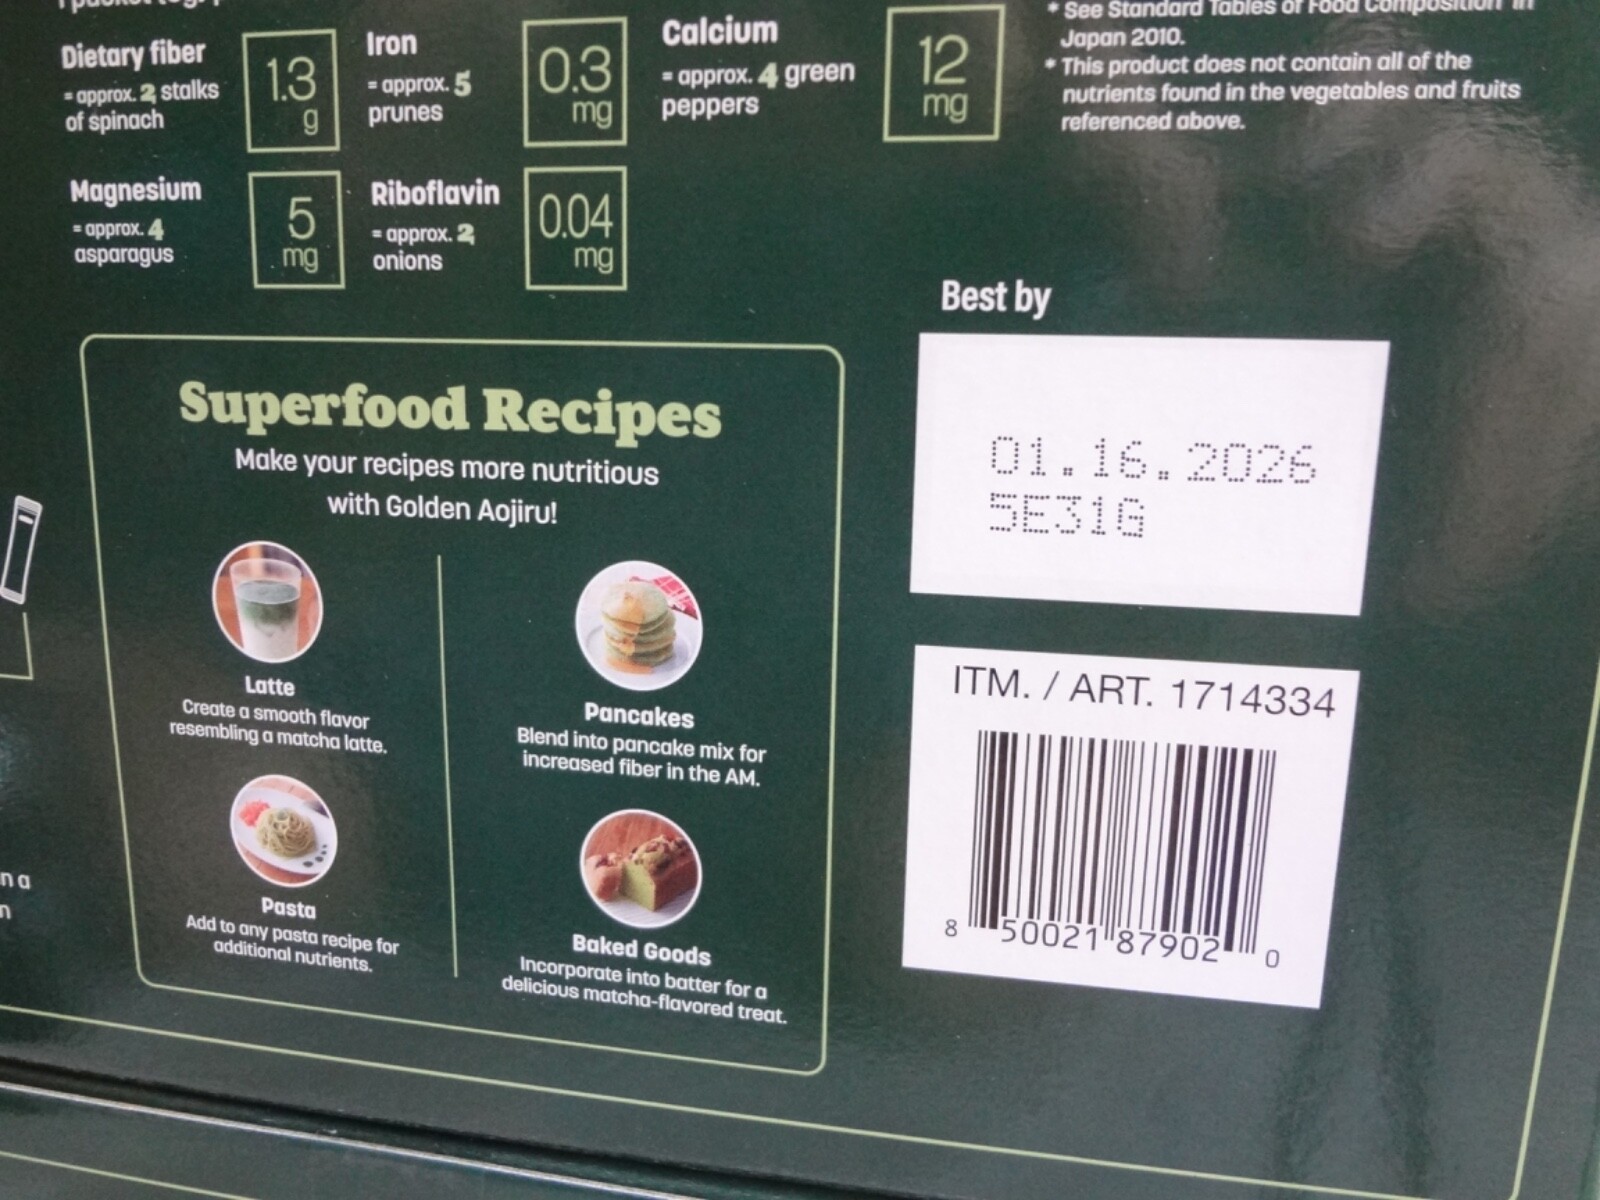 Dietary fiber
= approx. 2 stalks
of spinach
1.3
g
Iron
= approx. 5
prunes
0.3
mg
Calcium
= approx. 4 green
peppers
12
mg
* See Standard Tables of Food Composition in
Japan 2010.
* This product does not contain all of the
nutrients found in the vegetables and fruits
referenced above.
Magnesium
= approx. 4
asparagus
5
mg
Riboflavin
= approx. 2
onions
0.04
mg
Superfood Recipes
Make your recipes more nutritious
with Golden Aojiru!
Latte
Create a smooth flavor
resembling a matcha latte.
Pancakes
Blend into pancake mix for
increased fiber in the AM.
Pasta
Add to any pasta recipe for
additional nutrients.
Baked Goods
Incorporate into batter for a
delicious matcha-flavored treat.
Best by
01.16.2026
5E31G
ITM. / ART. 1714334
8 50021 87902 0